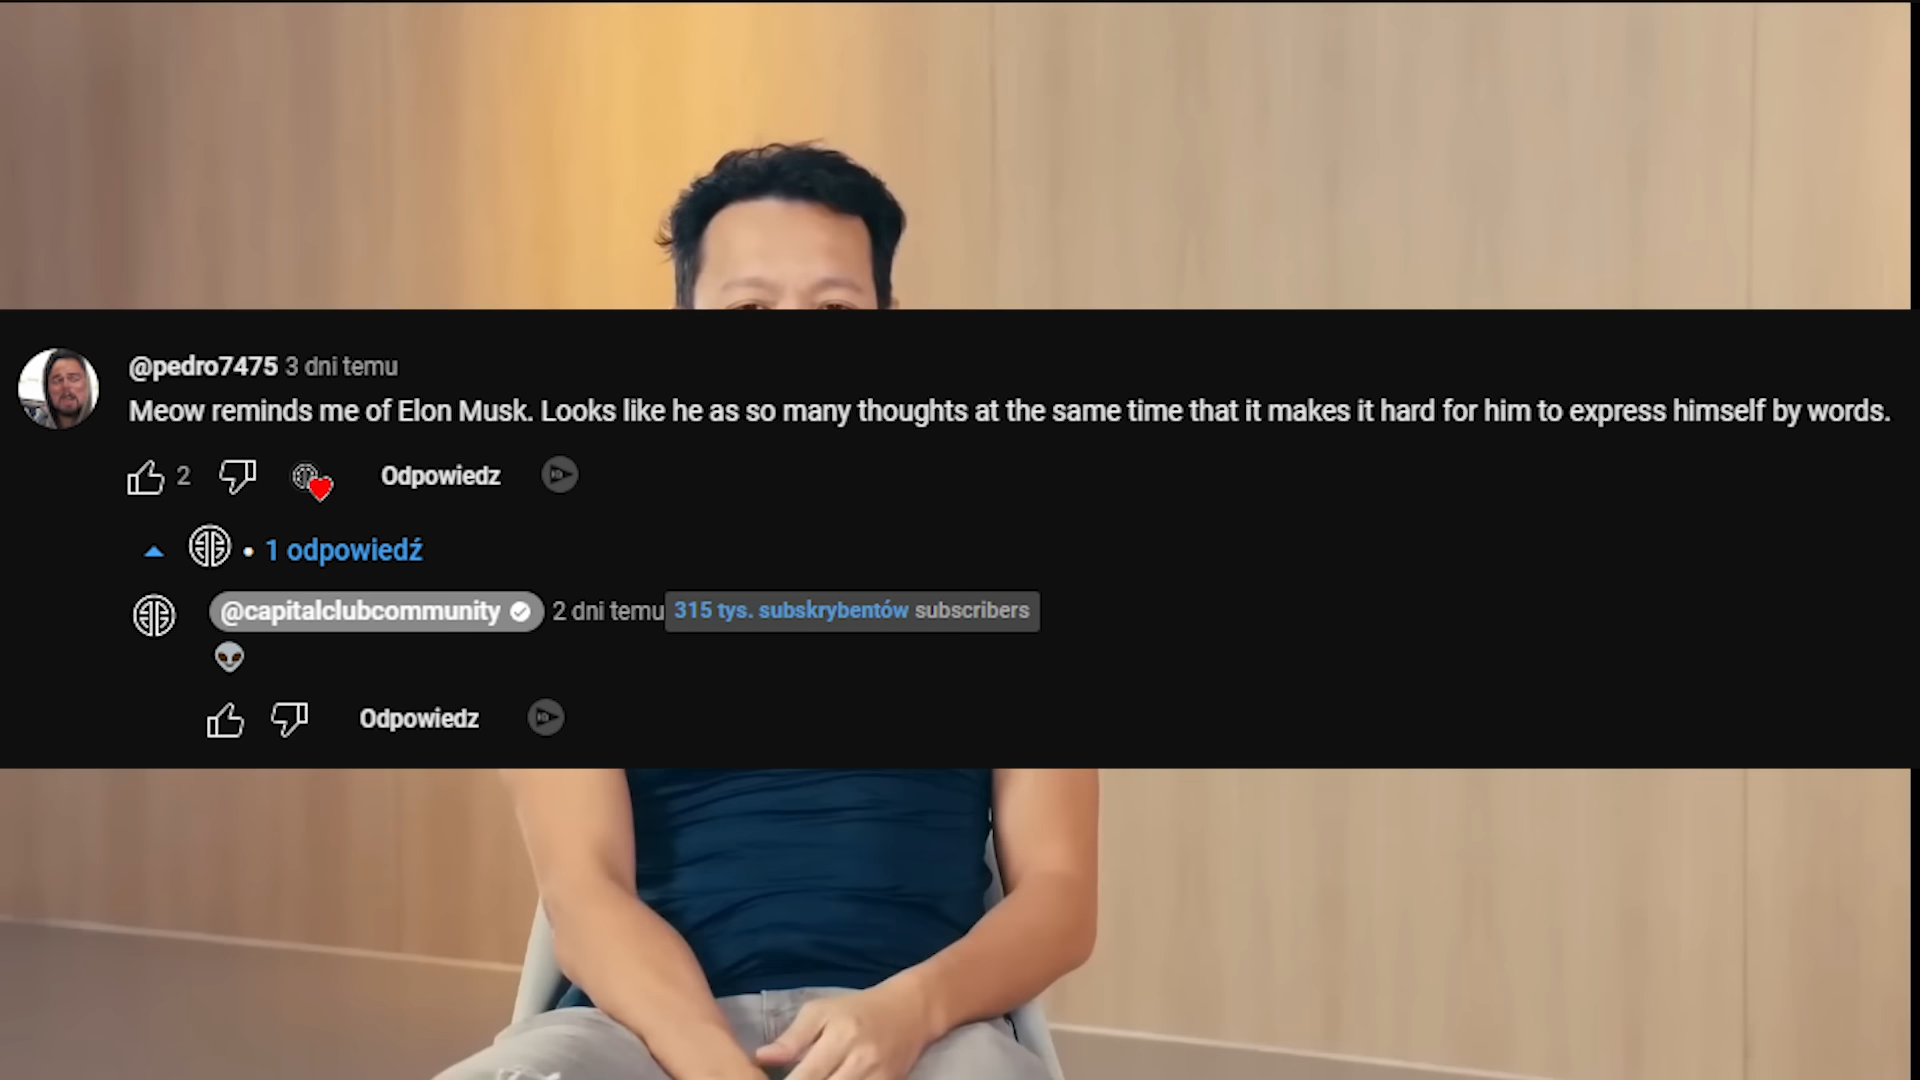 @pedro7475 3 dni temu
Meow reminds me of Elon Musk. Looks like he as so many thoughts at the same time that it makes it hard for him to express himself by words.
2 Odpowiedz
• 1 odpowiedź
@capitalclubcommunity 2 dni temu 315 tys. subskrybentów subscribers
👽
Odpowiedz